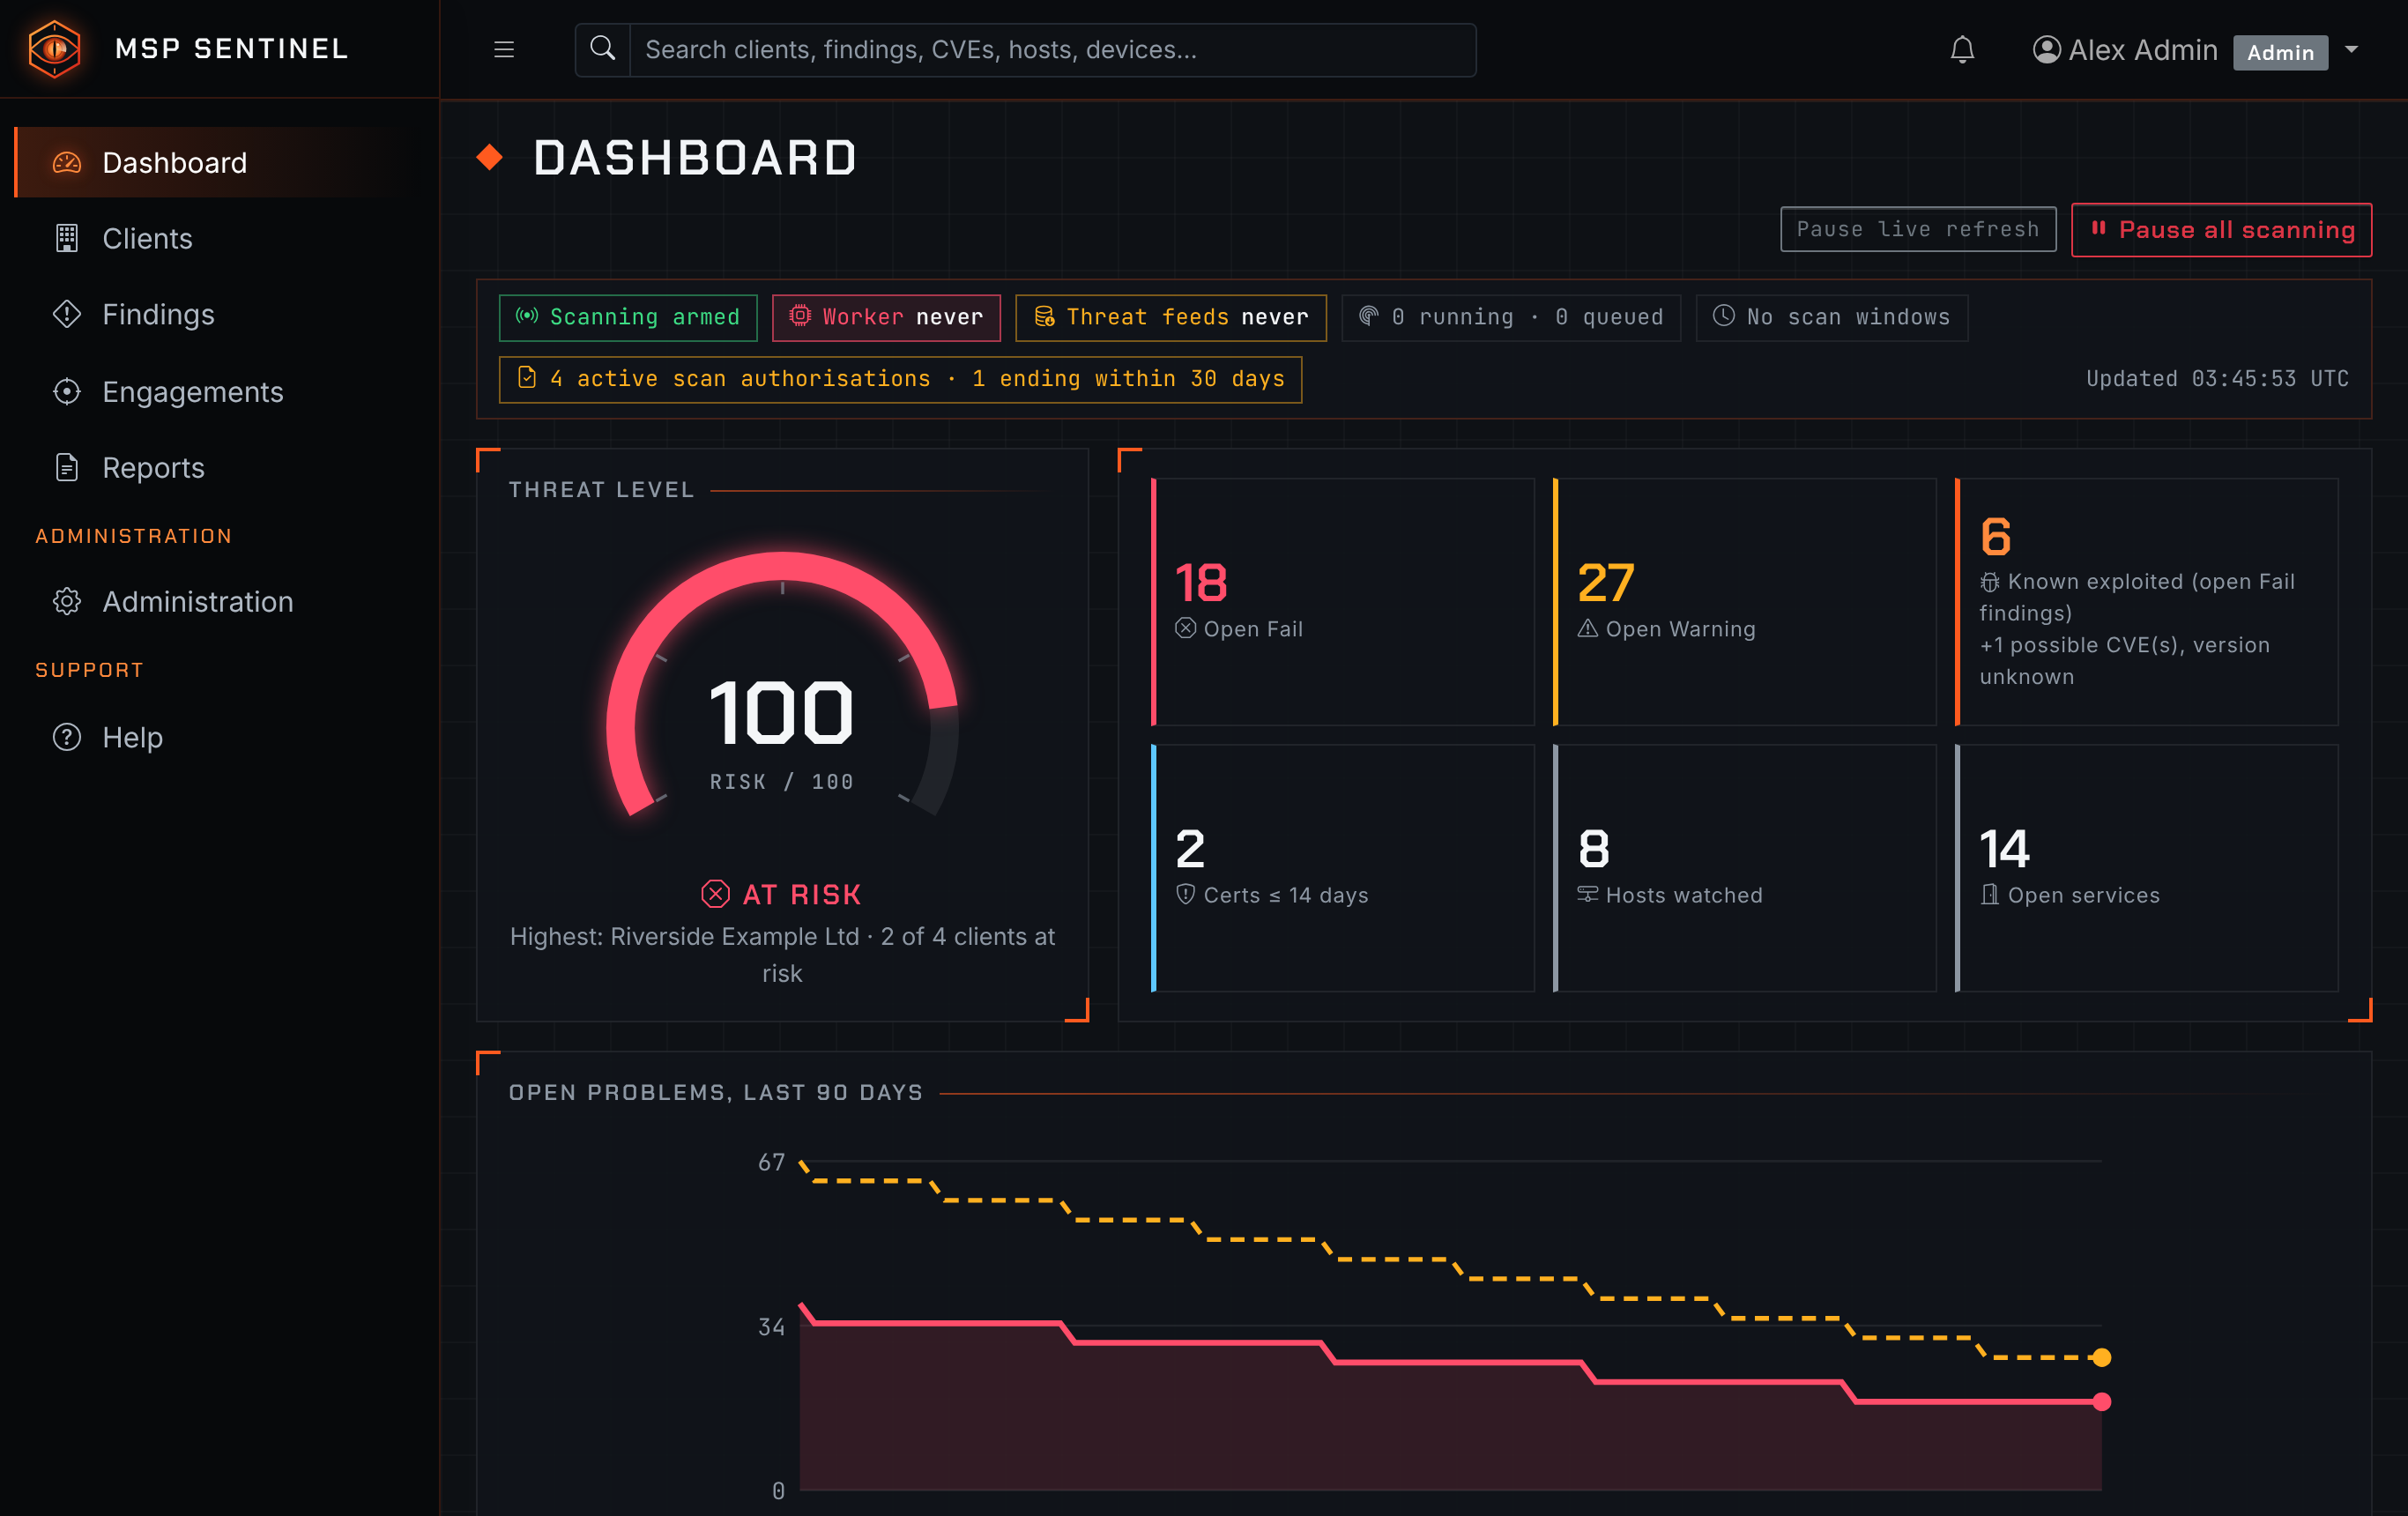 MSP SENTINEL
Search clients, findings, CVEs, hosts, devices...
Alex Admin Admin
Dashboard
Clients
Findings
Engagements
Reports
ADMINISTRATION
Administration
SUPPORT
Help
DASHBOARD
Pause live refresh
Pause all scanning
Scanning armed
Worker never
Threat feeds never
0 running · 0 queued
No scan windows
4 active scan authorisations · 1 ending within 30 days
Updated 03:45:53 UTC
THREAT LEVEL
100
RISK / 100
AT RISK
Highest: Riverside Example Ltd · 2 of 4 clients at
risk
18
Open Fail
27
Open Warning
6
Known exploited (open Fail
findings)
+1 possible CVE(s), version
unknown
2
Certs ≤ 14 days
8
Hosts watched
14
Open services
OPEN PROBLEMS, LAST 90 DAYS
67
34
0